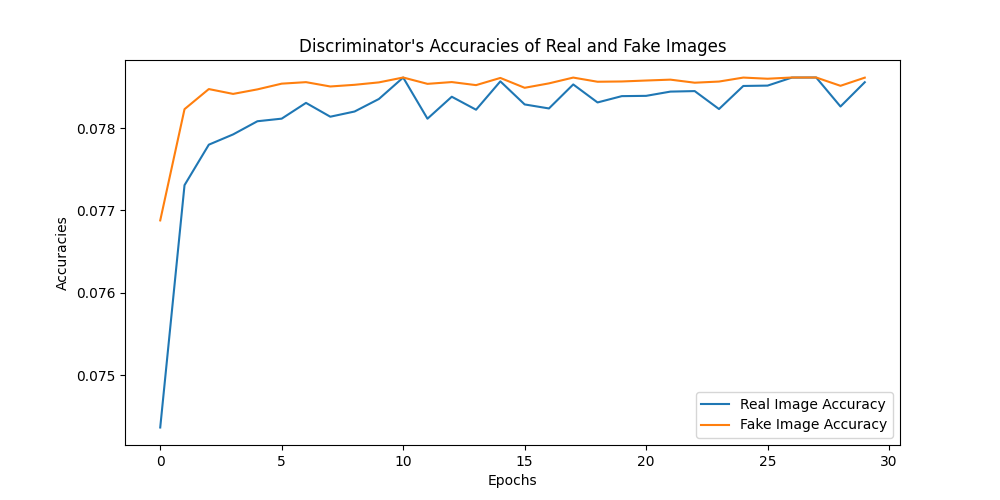 Discriminator's Accuracies of Real and Fake Images
Accuracies
0.078
0.077
0.076
0.075
0 5 10 15 20 25 30
Epochs
Real Image Accuracy
Fake Image Accuracy